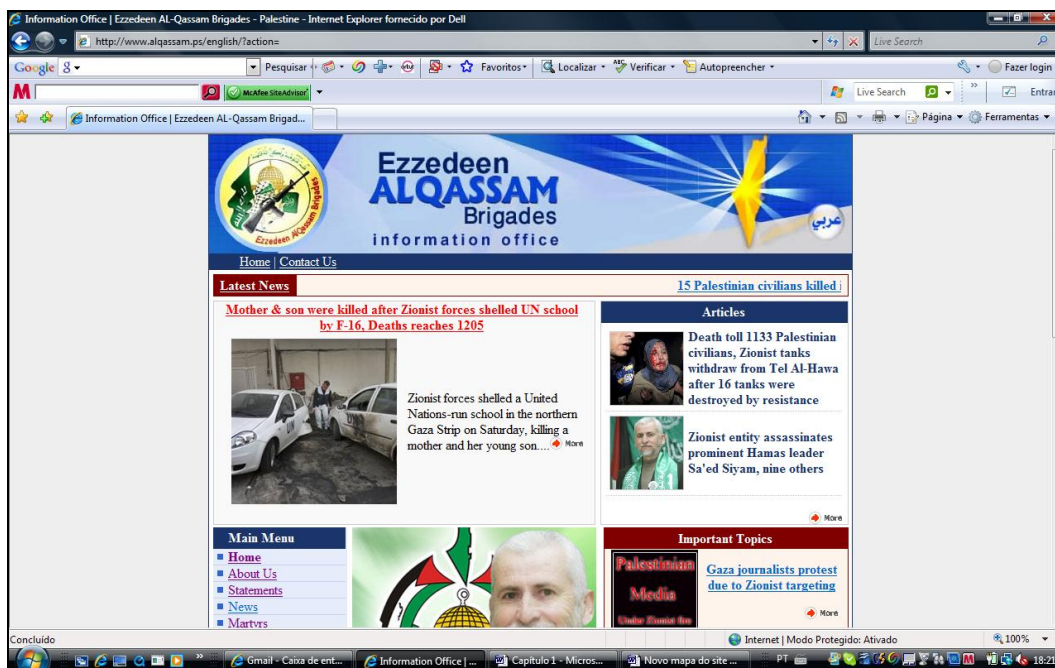 Information Office | Ezzedeen AL-Qassam Brigades - Palestine - Internet Explorer fornecido por Dell
http://www.alqassam.ps/english/?action=
Live Search
Google
Pesquisar
Favoritos
Localizar
Verificar
Autopreencher
Fazer login
M
McAfee SiteAdvisor
Live Search
Entrar
Information Office | Ezzedeen AL-Qassam Brigad...
Página
Ferramentas
Ezzedeen
ALQASSAM
Brigades
information office
عربي
Home | Contact Us
Latest News
15 Palestinian civilians killed i
Mother & son were killed after Zionist forces shelled UN school
by F-16, Deaths reaches 1205
Zionist forces shelled a United
Nations-run school in the northern
Gaza Strip on Saturday, killing a
mother and her young son.... More
Articles
Death toll 1133 Palestinian
civilians, Zionist tanks
withdraw from Tel Al-Hawa
after 16 tanks were
destroyed by resistance
Zionist entity assassinates
prominent Hamas leader
Sa'ed Siyam, nine others
More
Main Menu
Home
About Us
Statements
News
Martyrs
Important Topics
Palestinian
Media
Under Zionist fire
Gaza journalists protest
due to Zionist targeting
More
Concluído
Internet | Modo Protegido: Ativado
100%
Gmail - Caixa de ent...
Information Office | ...
Capítulo 1 - Micros...
Novo mapa do site ...
PT